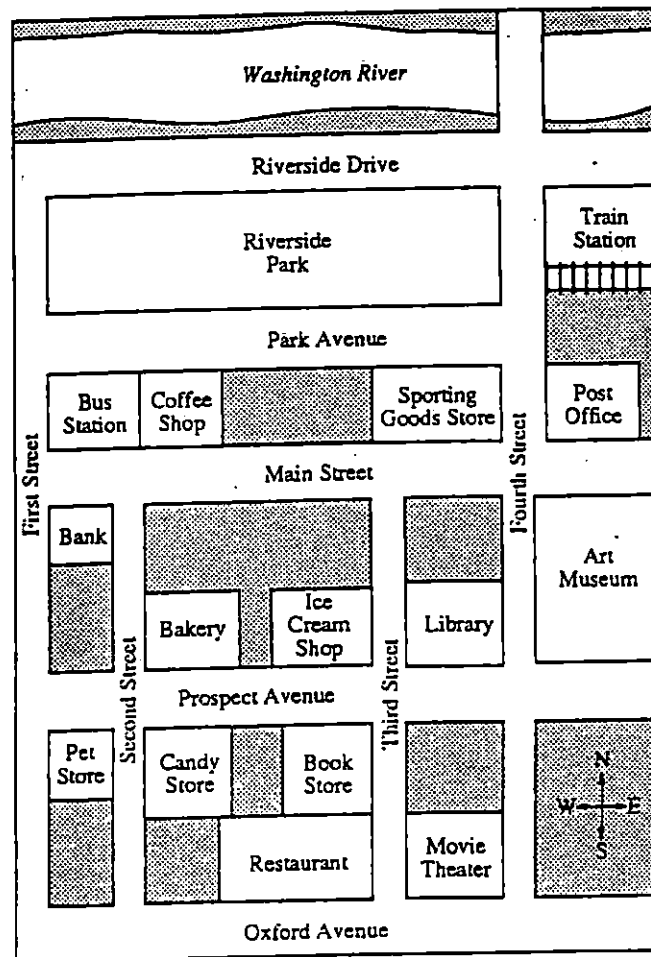 Washington River
Riverside Drive
Riverside
Park
Train
Station
Park Avenue
Bus
Station
Coffee
Shop
Sporting
Goods Store
Post
Office
First Street
Main Street
Fourth Street
Bank
Art
Museum
Bakery
Ice
Cream
Shop
Library
Second Street
Prospect Avenue
Third Street
Pet
Store
Candy
Store
Book
Store
N
W
E
S
Restaurant
Movie
Theater
Oxford Avenue